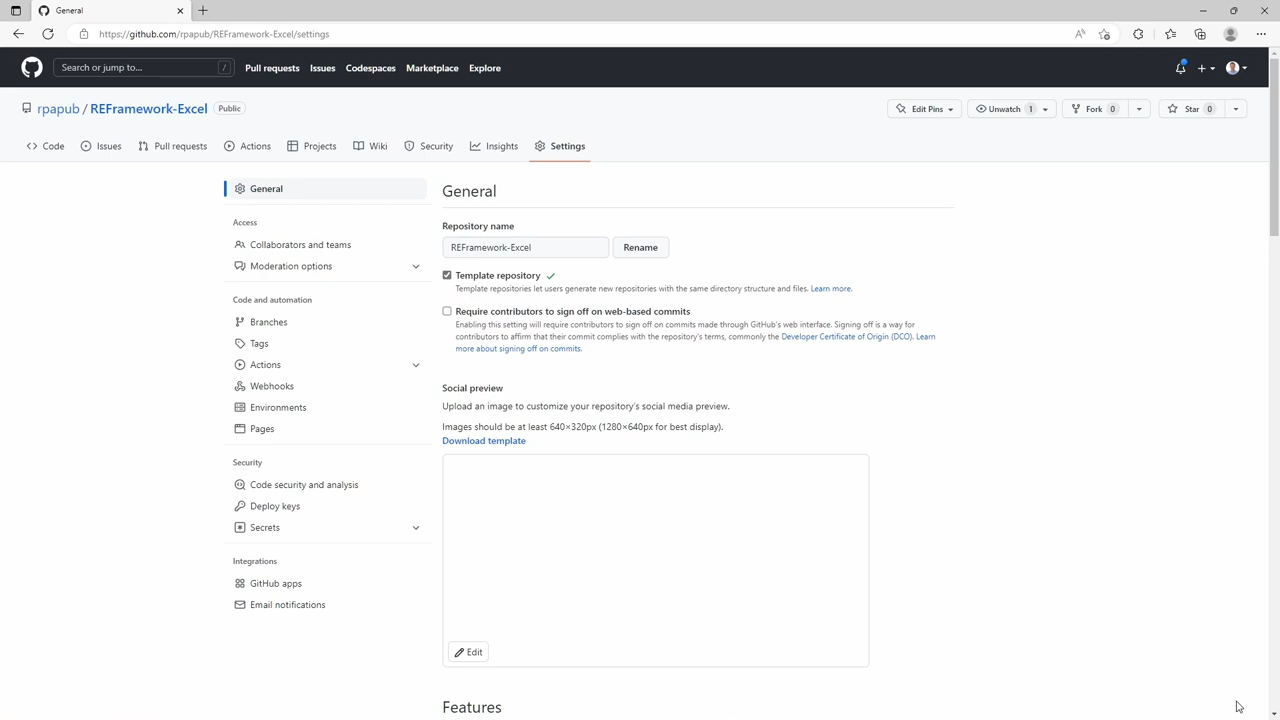 General
https://github.com/rpapub/REFramework-Excel/settings
Search or jump to... /
Pull requests Issues Codespaces Marketplace Explore
rpapub / REFramework-Excel Public
Edit Pins Unwatch 1 Fork 0 Star 0
Code Issues Pull requests Actions Projects Wiki Security Insights Settings
General
Access
Collaborators and teams
Moderation options
Code and automation
Branches
Tags
Actions
Webhooks
Environments
Pages
Security
Code security and analysis
Deploy keys
Secrets
Integrations
GitHub apps
Email notifications
General
Repository name
REFramework-Excel Rename
Template repository
Template repositories let users generate new repositories with the same directory structure and files. Learn more.
Require contributors to sign off on web-based commits
Enabling this setting will require contributors to sign off on commits made through GitHub's web interface. Signing off is a way for
contributors to affirm that their commit complies with the repository's terms, commonly the Developer Certificate of Origin (DCO). Learn
more about signing off on commits.
Social preview
Upload an image to customize your repository's social media preview.
Images should be at least 640×320px (1280×640px for best display).
Download template
Edit
Features